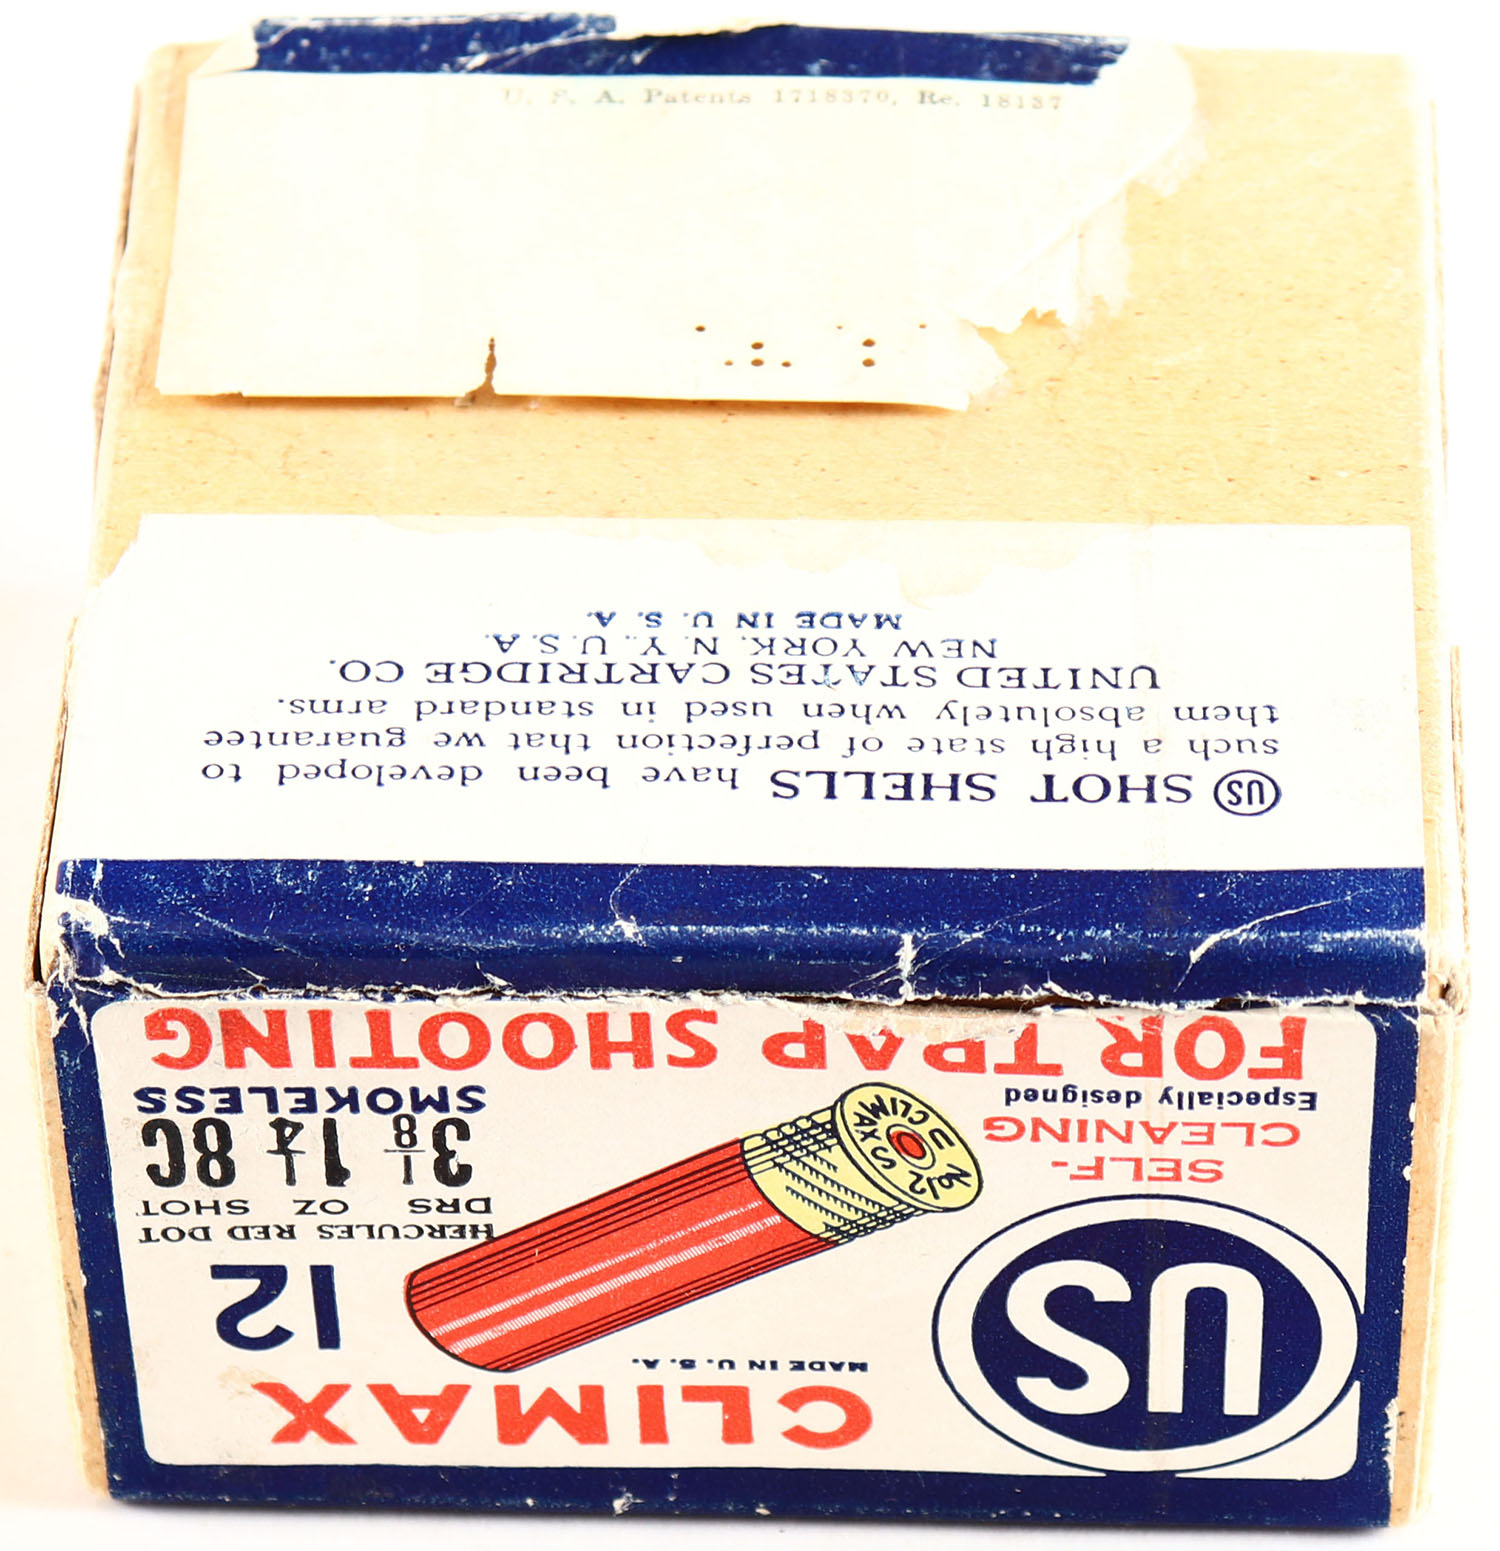 U. S. A. Patents 1718370, Re. 18137
US SHOT SHELLS have been developed to
such a high state of perfection that we guarantee
them absolutely when used in standard arms.
UNITED STATES CARTRIDGE CO.
NEW YORK, N. Y., U.S.A.
MADE IN U. S. A.
CLIMAX
MADE IN U. S. A.
US
SELF-
CLEANING
Especially designed
FOR TRAP SHOOTING
12
HERCULES RED DOT
DRS OZ SHOT
3 1/8 1 1/4 8C
SMOKELESS
No 12
U S
CLIMAX